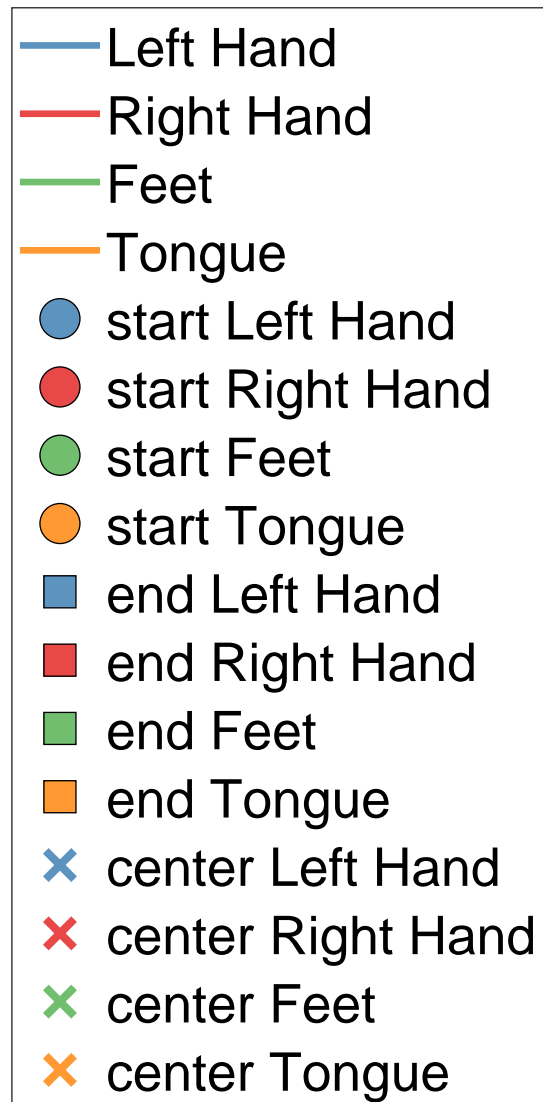 Left Hand
Right Hand
Feet
Tongue
start Left Hand
start Right Hand
start Feet
start Tongue
end Left Hand
end Right Hand
end Feet
end Tongue
center Left Hand
center Right Hand
center Feet
center Tongue